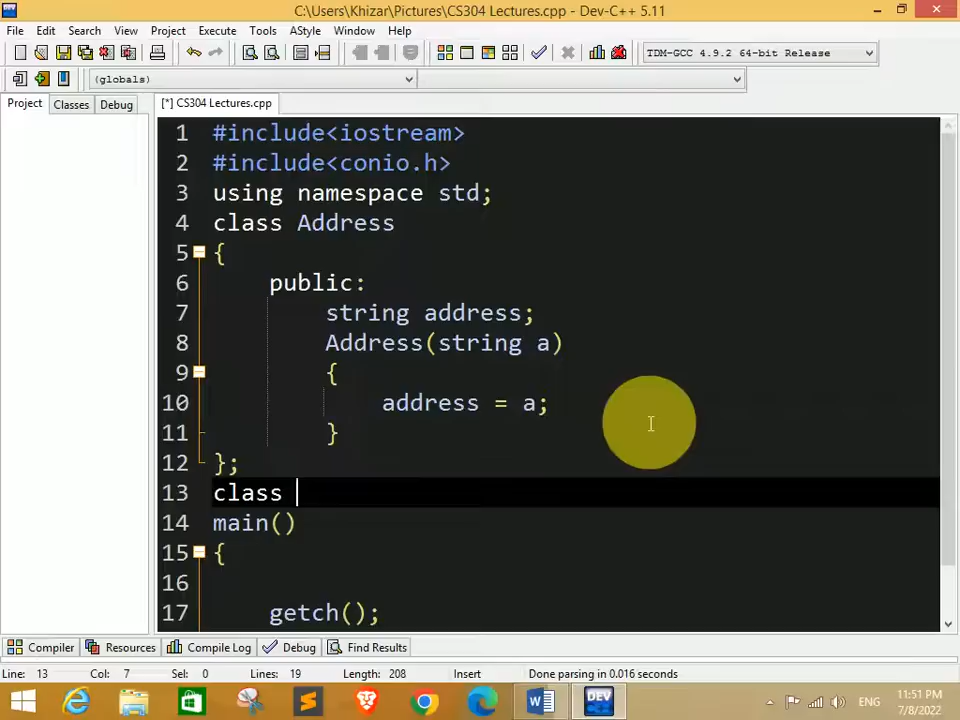 C:\Users\Khizar\Pictures\CS304 Lectures.cpp - Dev-C++ 5.11
File Edit Search View Project Execute Tools AStyle Window Help
TDM-GCC 4.9.2 64-bit Release
(globals)
Project Classes Debug [*] CS304 Lectures.cpp
1 #include<iostream>
2 #include<conio.h>
3 using namespace std;
4 class Address
5 {
6 public:
7 string address;
8 Address(string a)
9 {
10 address = a;
11 }
12 };
13 class
14 main()
15 {
16
17 getch();
Compiler Resources Compile Log Debug Find Results
Line: 13 Col: 7 Sel: 0 Lines: 19 Length: 208 Insert Done parsing in 0.016 seconds
DEV ENG 11:51 PM
7/8/2022